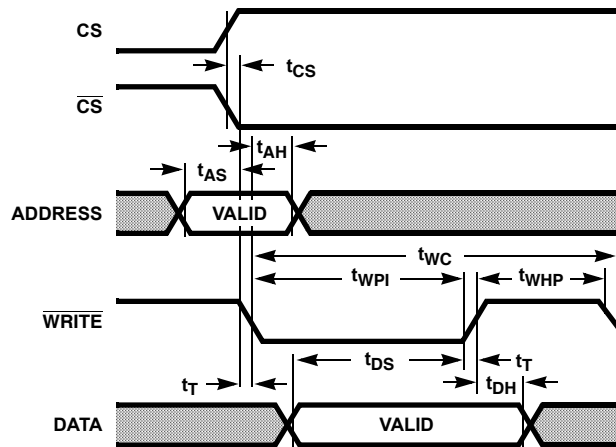 CS
tCS
CS
tAH
tAS
ADDRESS
VALID
tWC
tWPI
tWHP
WRITE
tDS
tT
tT
tDH
DATA
VALID